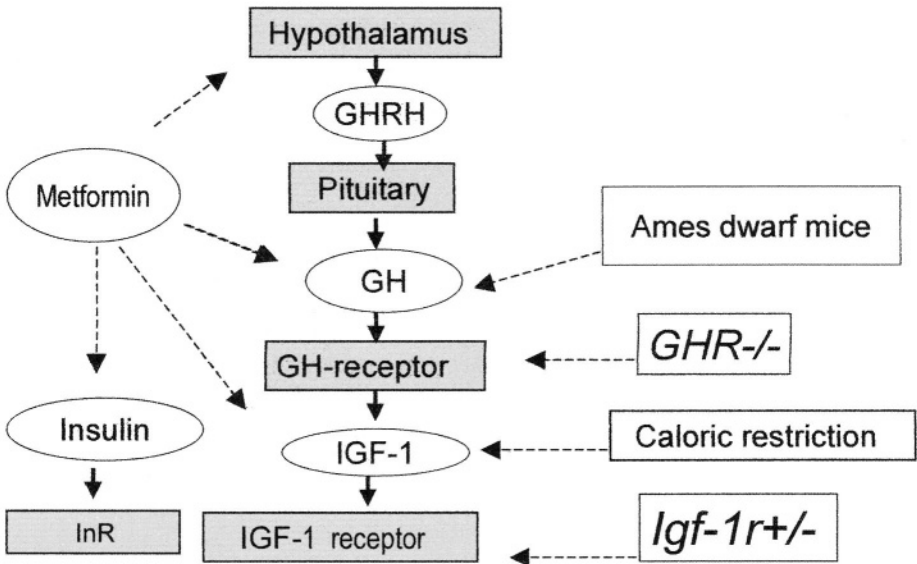 Hypothalamus
GHRH
Metformin
Pituitary
Ames dwarf mice
GH
GHR-/-
GH-receptor
Insulin
IGF-1
Caloric restriction
InR
IGF-1 receptor
Igf-1r+/-